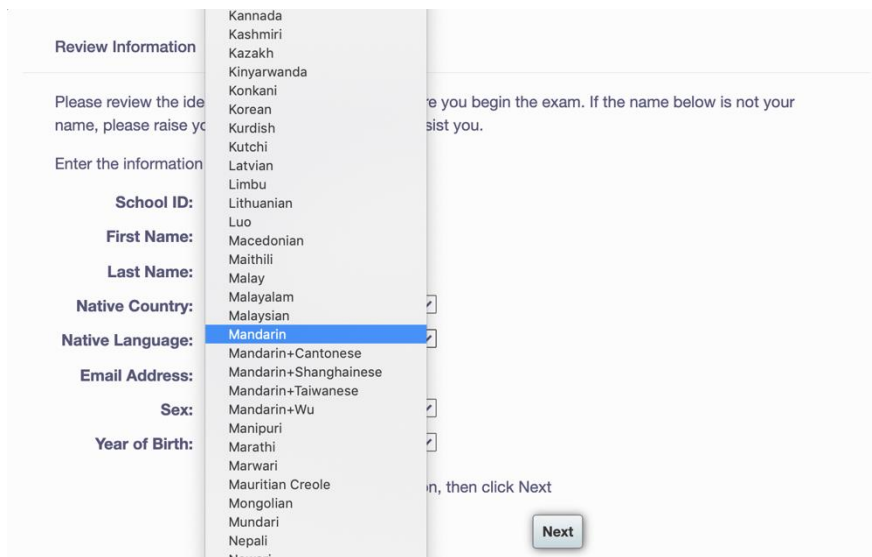 Review Information
Please review the ide
re you begin the exam. If the name below is not your
name, please raise yo
sist you.
Enter the information
School ID:
First Name:
Last Name:
Native Country:
Native Language:
Email Address:
Sex:
Year of Birth:
on, then click Next
Next
Kannada
Kashmiri
Kazakh
Kinyarwanda
Konkani
Korean
Kurdish
Kutchi
Latvian
Limbu
Lithuanian
Luo
Macedonian
Maithili
Malay
Malayalam
Malaysian
Mandarin
Mandarin+Cantonese
Mandarin+Shanghainese
Mandarin+Taiwanese
Mandarin+Wu
Manipuri
Marathi
Marwari
Mauritian Creole
Mongolian
Mundari
Nepali